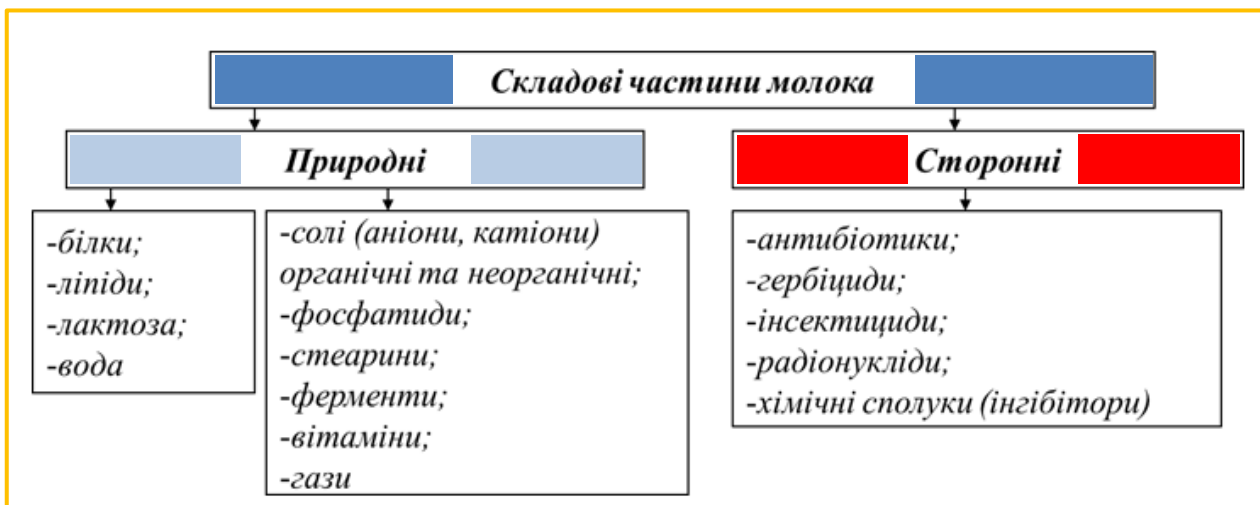 Складові частини молока
Природні
Сторонні
-білки;
-ліпіди;
-лактоза;
-вода
-солі (аніони, катіони)
органічні та неорганічні;
-фосфатиди;
-стеарини;
-ферменти;
-вітаміни;
-гази
-антибіотики;
-гербіциди;
-інсектициди;
-радіонукліди;
-хімічні сполуки (інгібітори)